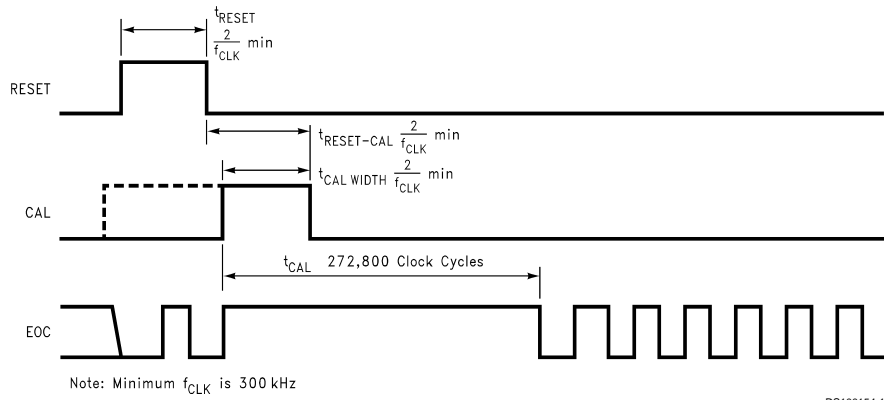 tRESET
2/fCLK min
RESET
tRESET-CAL 2/fCLK min
tCAL WIDTH 2/fCLK min
CAL
tCAL 272,800 Clock Cycles
EOC
Note: Minimum fCLK is 300 kHz